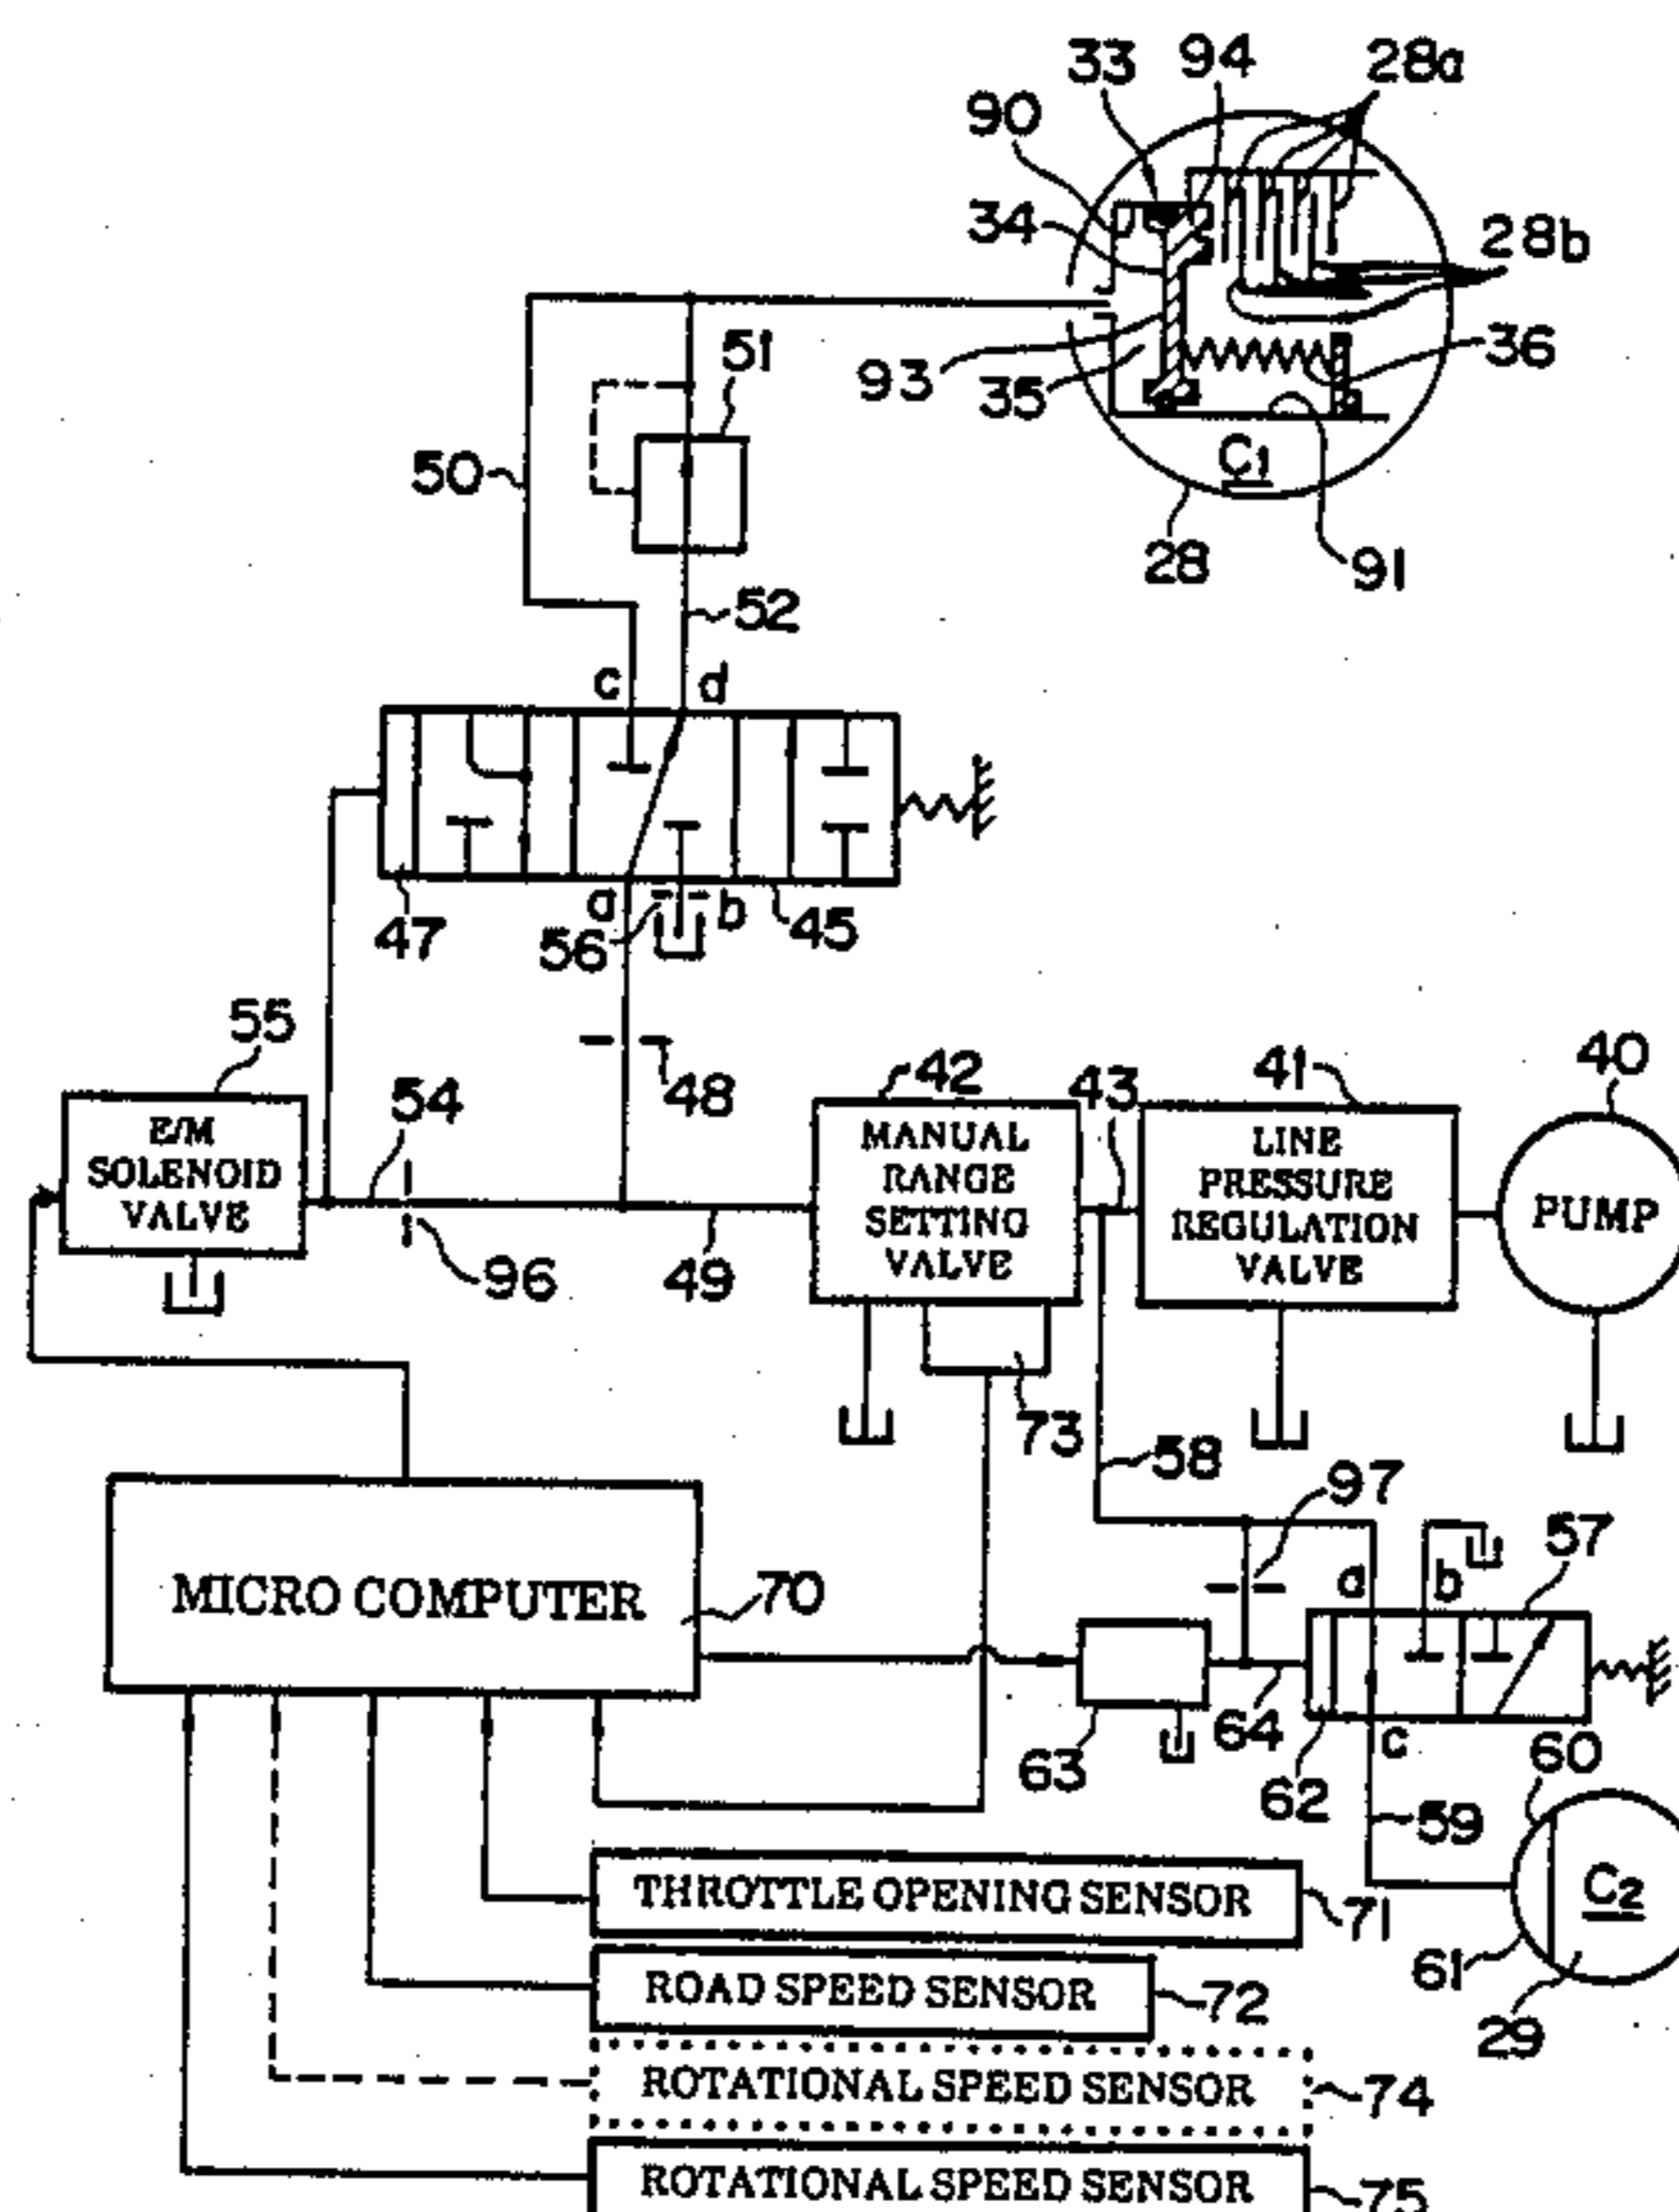 33 94 28a
90
34
28b
51
36
93 35
50
C1
28 91
52
c d
47 56 a b 45
55
54 48 42 43 41 40
E/M
SOLENOID
VALVE
MANUAL
RANGE
SETTING
VALVE
LINE
PRESSURE
REGULATION
VALVE
PUMP
96 49
73
58 97
57
a b
MICRO COMPUTER
70
63 64 62 c 60
59
C2
THROTTLE OPENING SENSOR
71
61
ROAD SPEED SENSOR
72
29
ROTATIONAL SPEED SENSOR
74
ROTATIONAL SPEED SENSOR
75